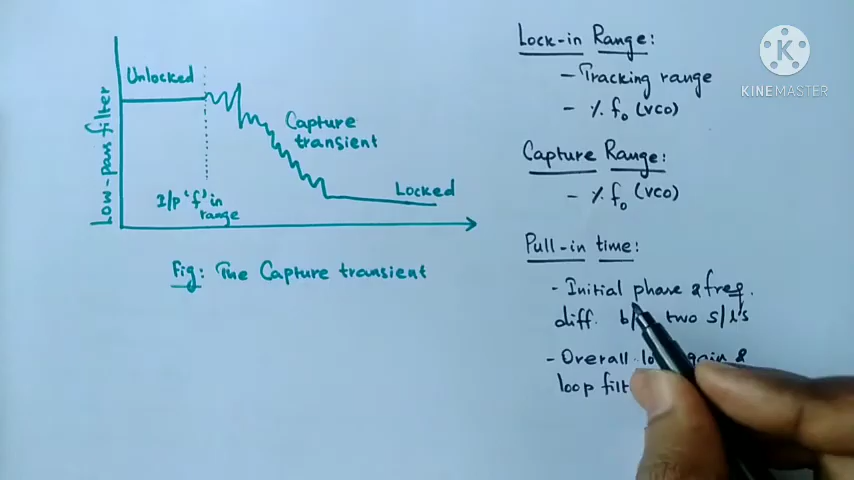 Unlocked
Low-pass filter
Capture
transient
I/p 'f' in
range
Locked
Fig: The Capture transient
Lock-in Range:
- Tracking range
- % f₀ (VCO)
Capture Range:
- % f₀ (VCO)
Pull-in time:
- Initial phase & freq.
diff. two s/l's
- Overall gain &
loop
KINEMASTER